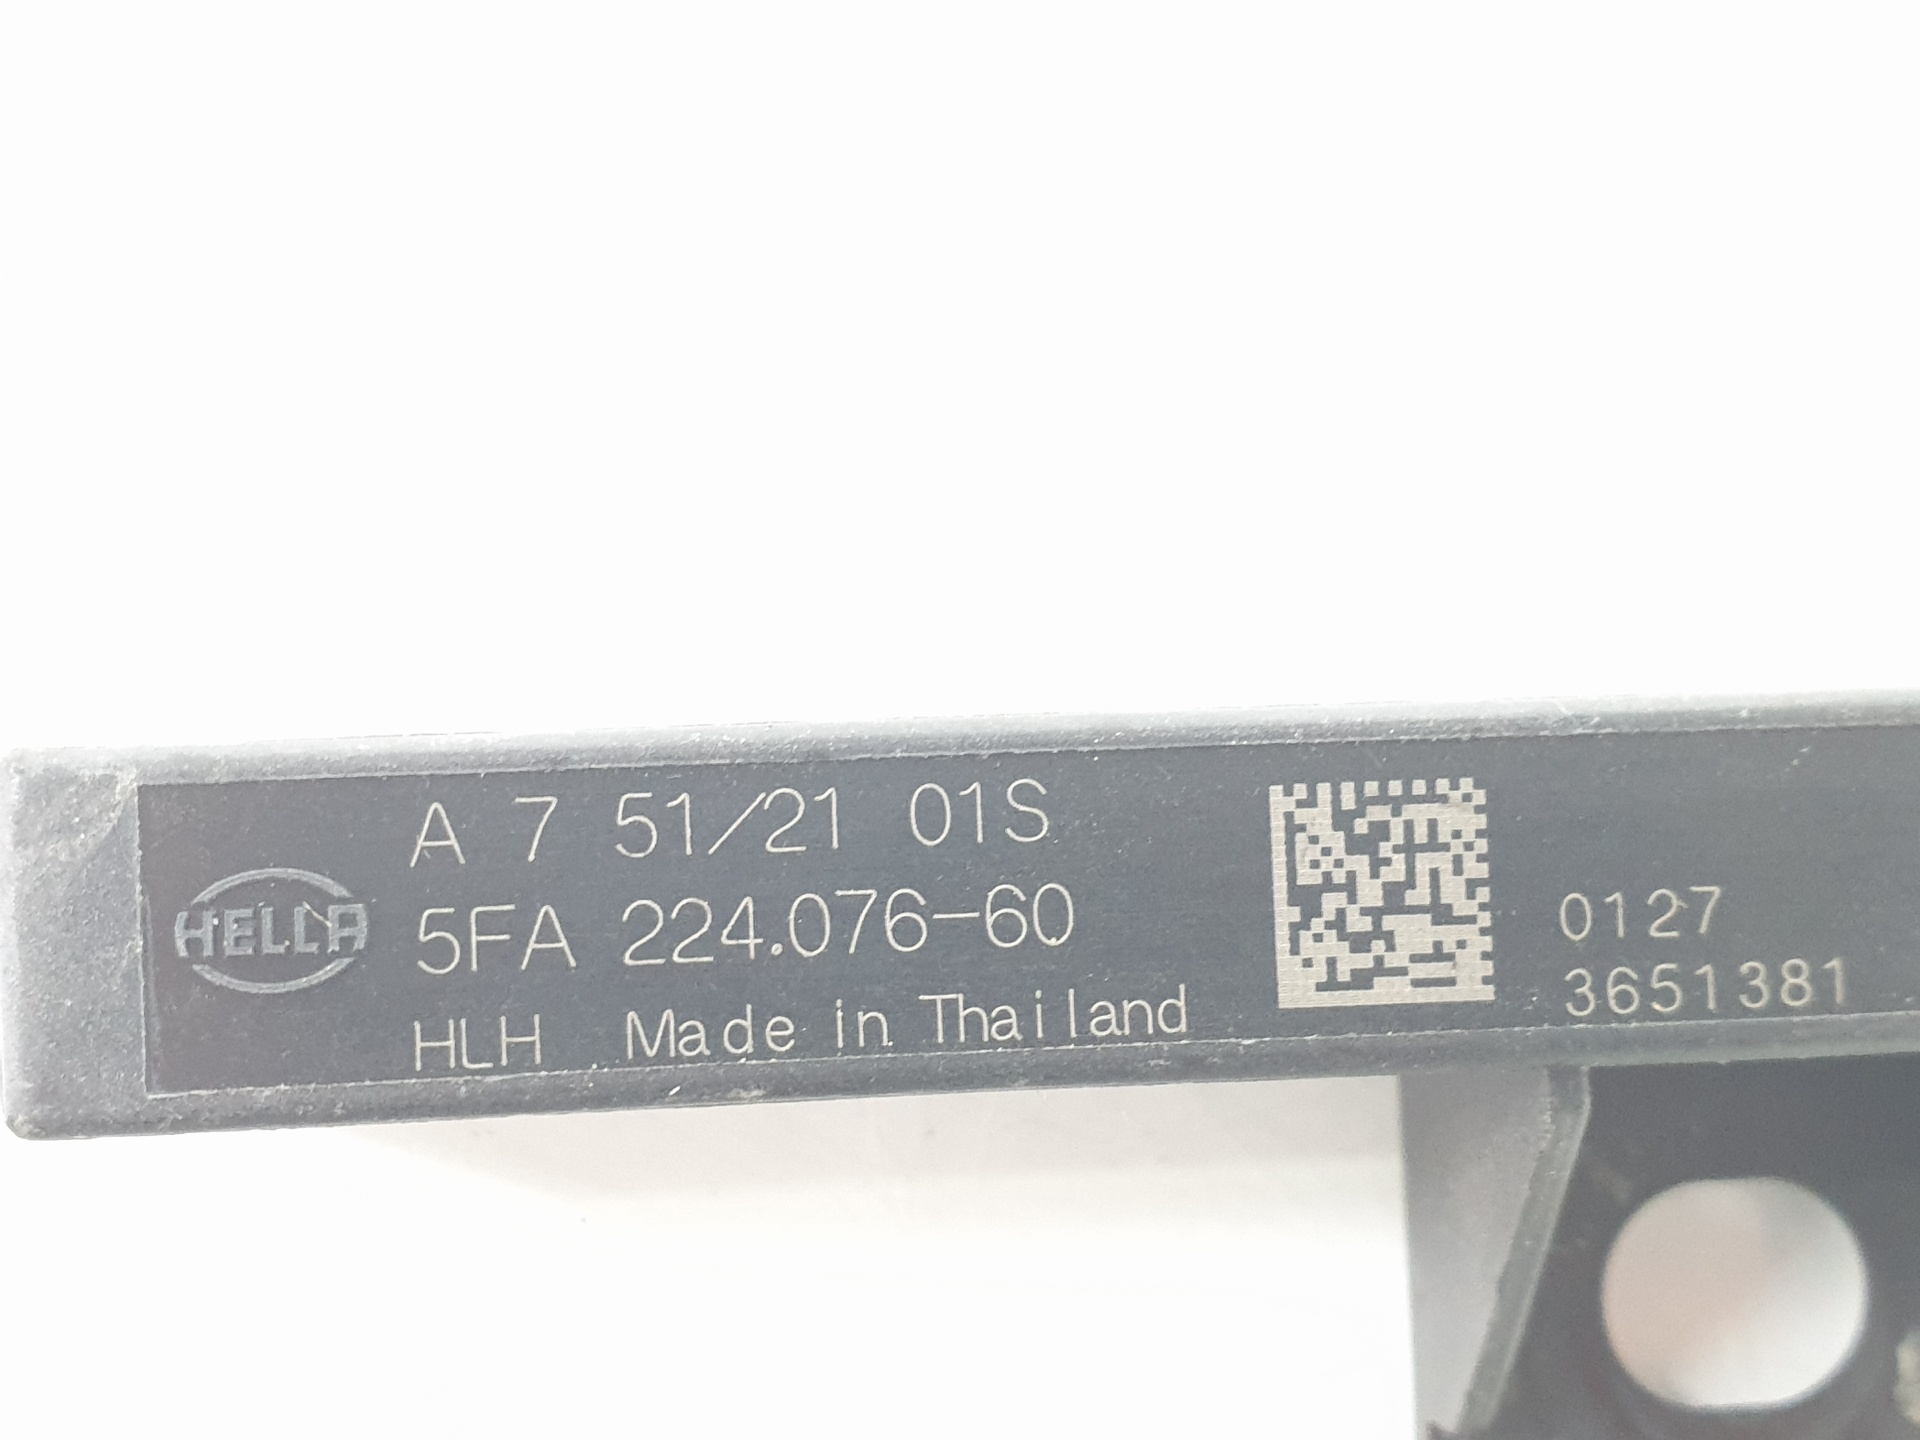 HELLA
A 7 51/21 01S
5FA 224.076-60
HLH Made in Thailand
0127
3651381